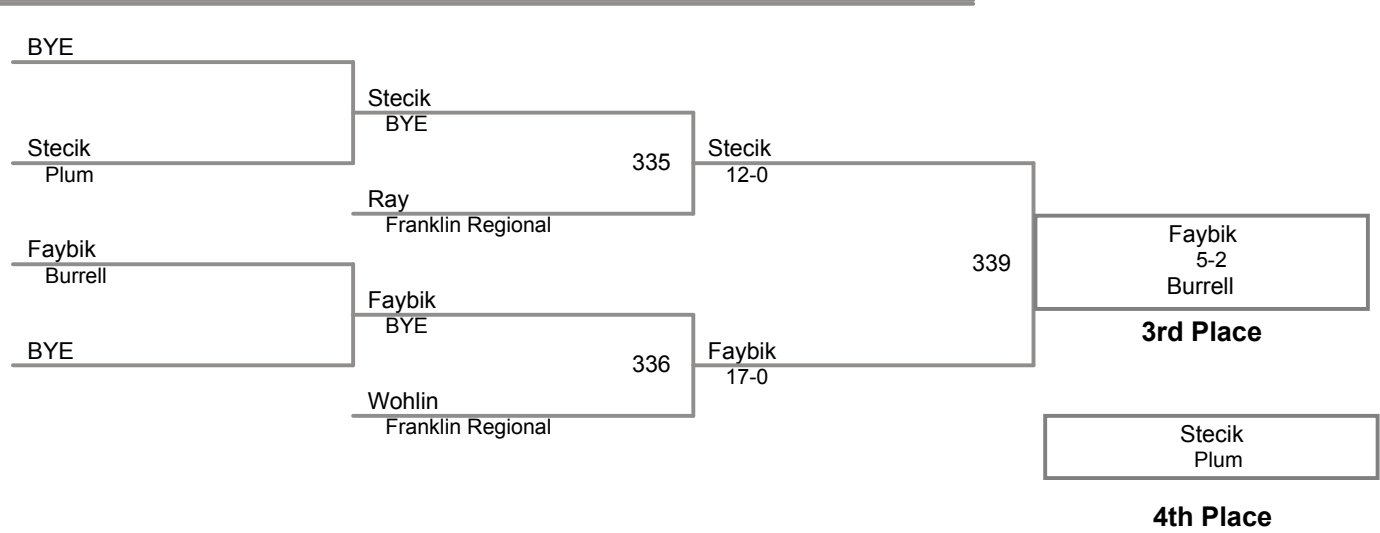 BYE
Stecik
BYE
Stecik
Plum
335
Stecik
12-0
Ray
Franklin Regional
Faybik
Burrell
339
Faybik
5-2
Burrell
3rd Place
Faybik
BYE
BYE
336
Faybik
17-0
Wohlin
Franklin Regional
Stecik
Plum
4th Place